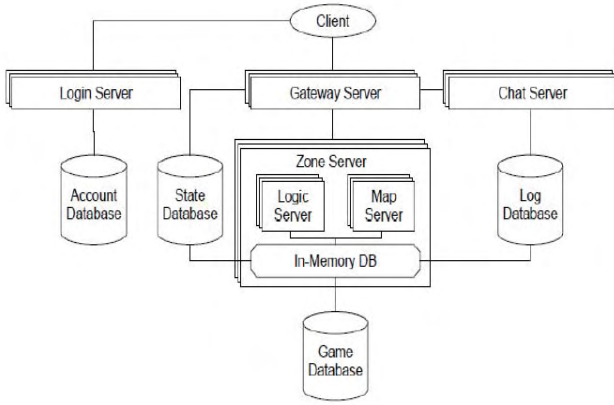 Client
Login Server
Gateway Server
Chat Server
Zone Server
Account
Database
State
Database
Logic
Server
Map
Server
Log
Database
In-Memory DB
Game
Database